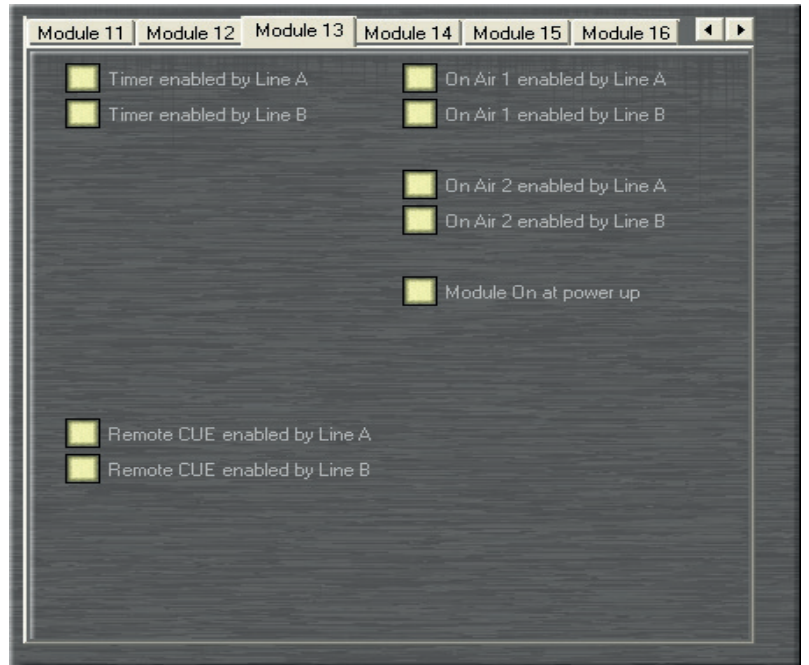 Module 11 Module 12 Module 13 Module 14 Module 15 Module 16
Timer enabled by Line A
Timer enabled by Line B
On Air 1 enabled by Line A
On Air 1 enabled by Line B
On Air 2 enabled by Line A
On Air 2 enabled by Line B
Module On at power up
Remote CUE enabled by Line A
Remote CUE enabled by Line B